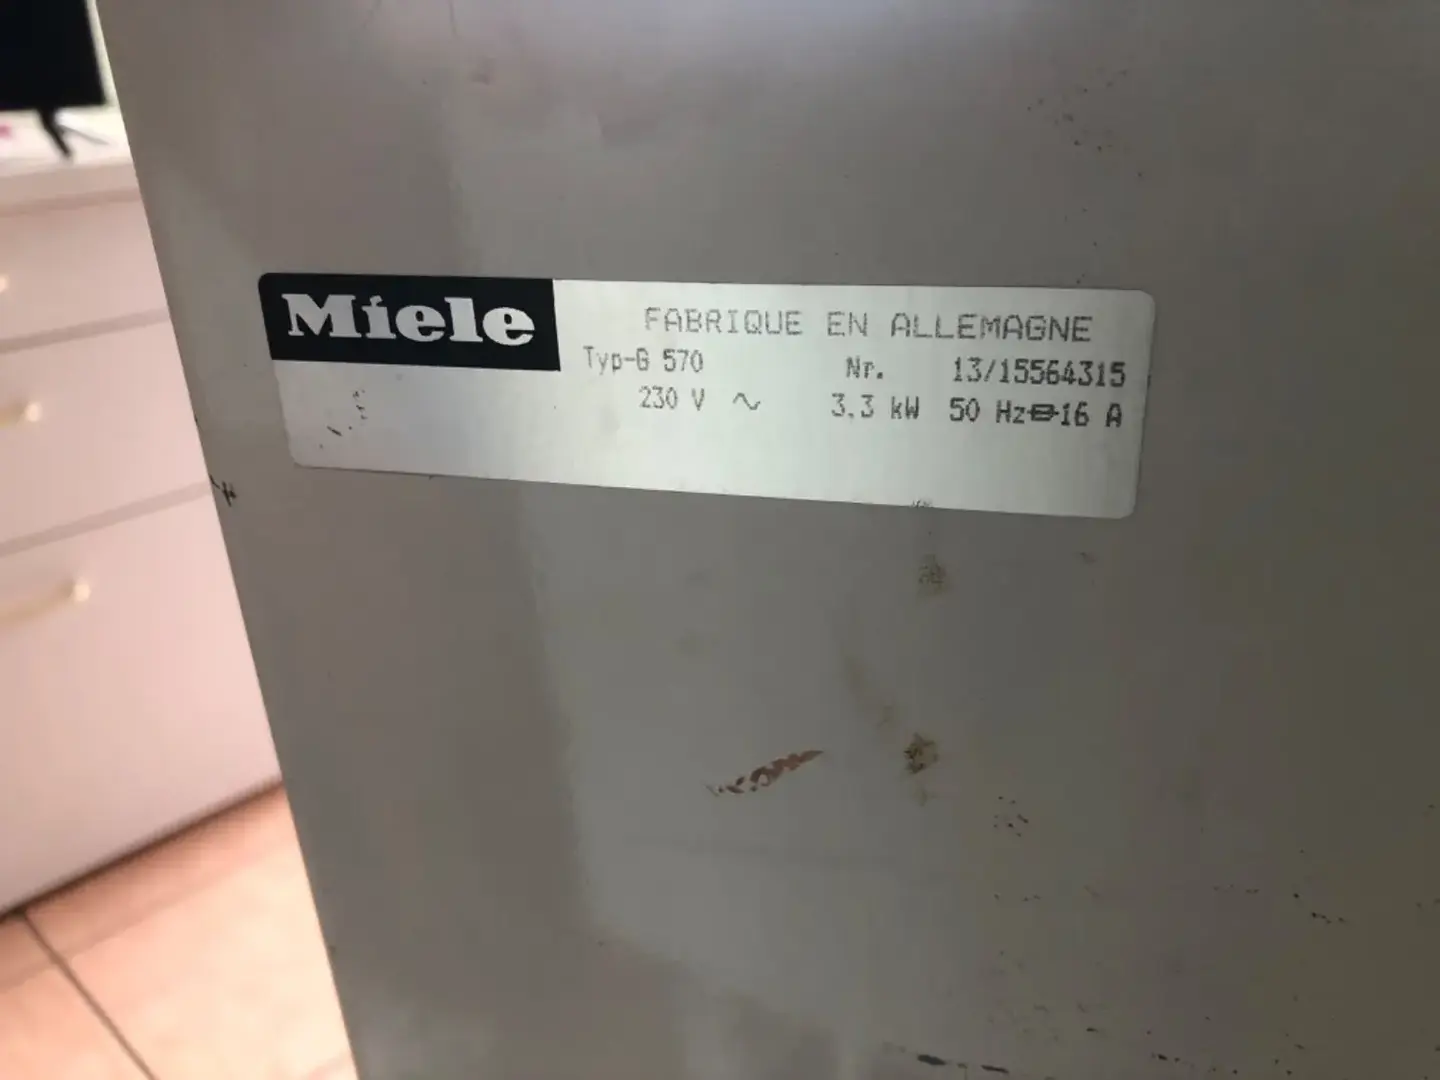 Miele
FABRIQUE EN ALLEMAGNE
Typ-G 570 Nr. 13/15564315
230 V ~ 3.3 kW 50 Hz 16 A